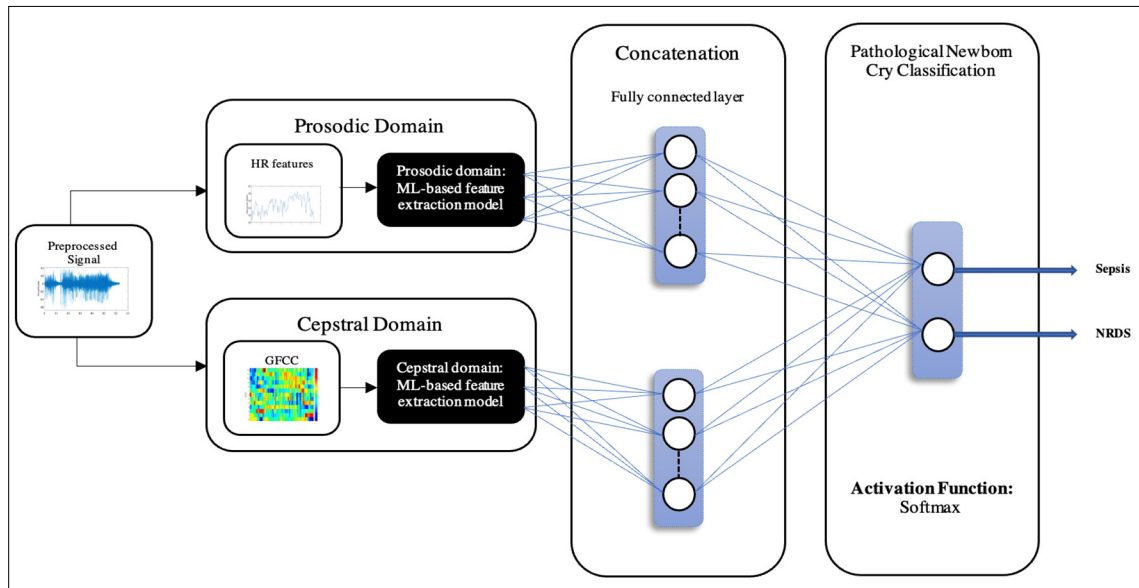 Preprocessed
Signal
Prosodic Domain
HR features
Prosodic domain:
ML-based feature
extraction model
Cepstral Domain
GFCC
Cepstral domain:
ML-based feature
extraction model
Concatenation
Fully connected layer
Pathological Newborn
Cry Classification
Sepsis
NRDS
Activation Function:
Softmax